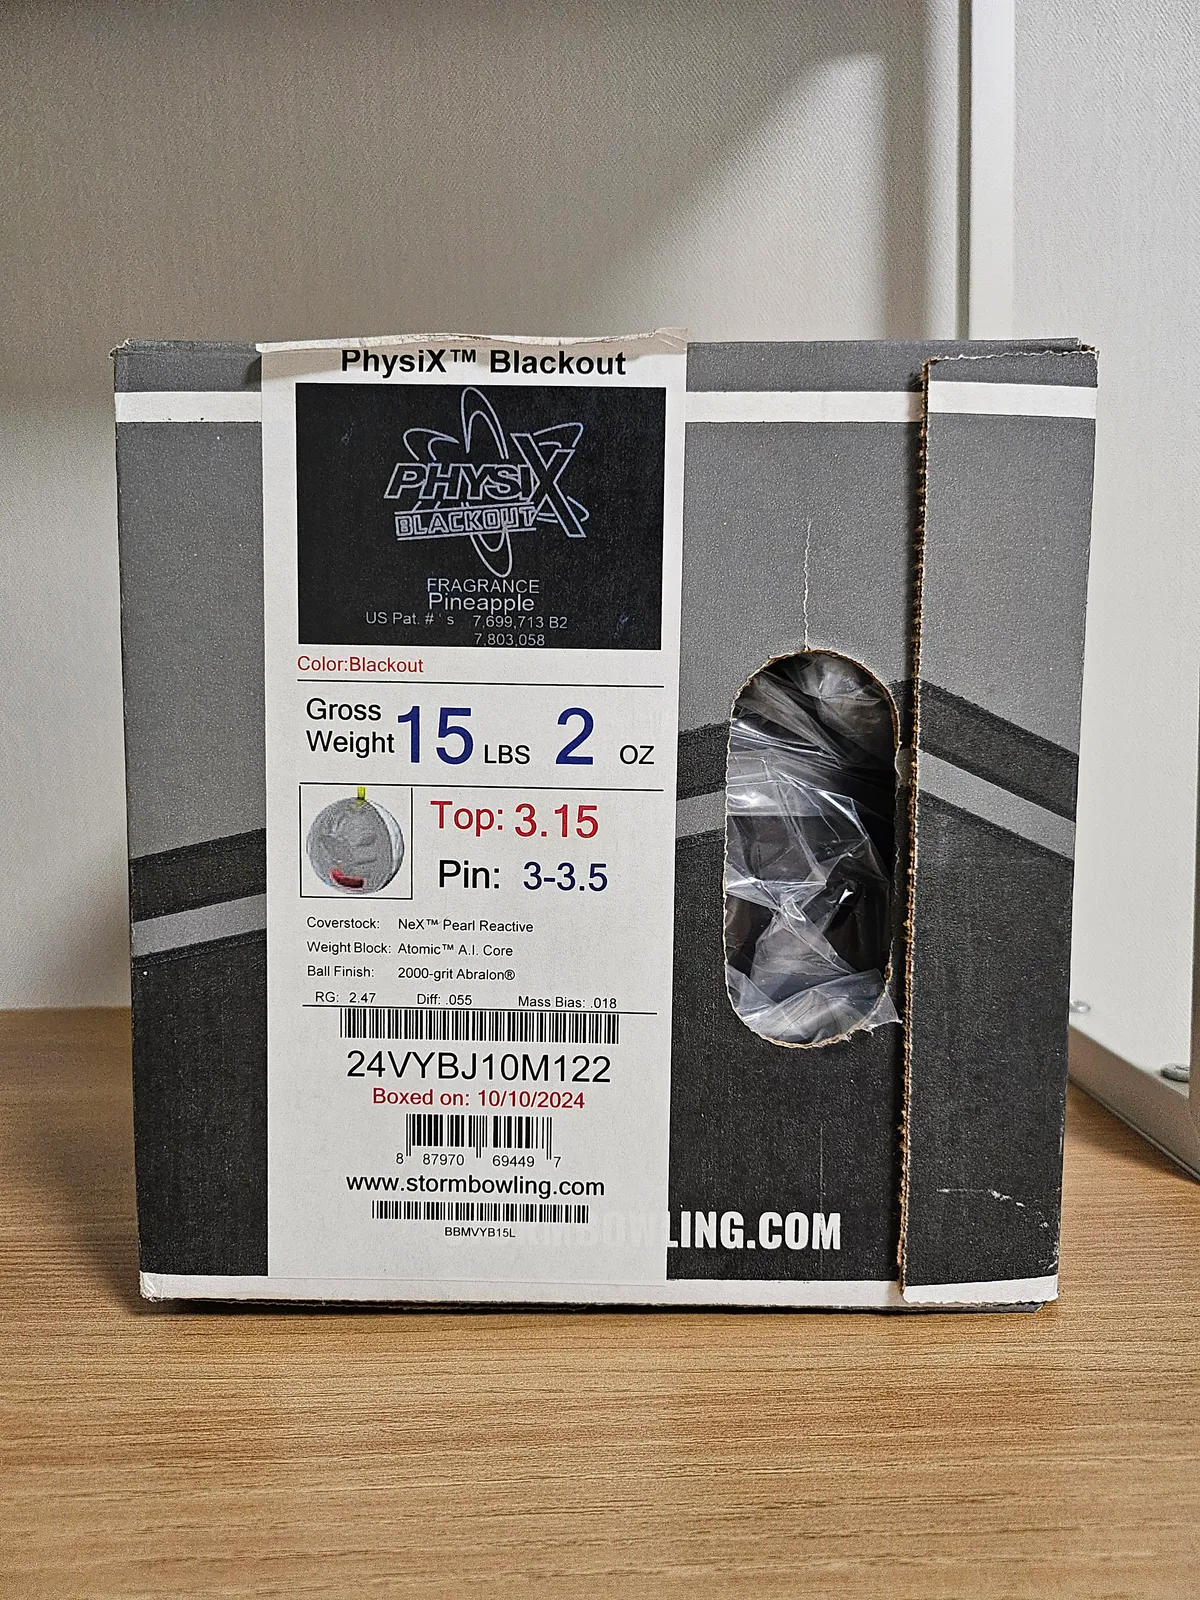 PhysiX™ Blackout
PHYSIX
BLACKOUT
FRAGRANCE
Pineapple
US Pat. # ' s 7,699,713 B2
7,803,058
Color:Blackout
Gross Weight 15 LBS 2 OZ
Top: 3.15
Pin: 3-3.5
Coverstock: NeX™ Pearl Reactive
Weight Block: Atomic™ A.I. Core
Ball Finish: 2000-grit Abralon®
RG: 2.47 Diff: .055 Mass Bias: .018
24VYBJ10M122
Boxed on: 10/10/2024
8 87970 69449 7
www.stormbowling.com
BBMVYB15L
LING.COM